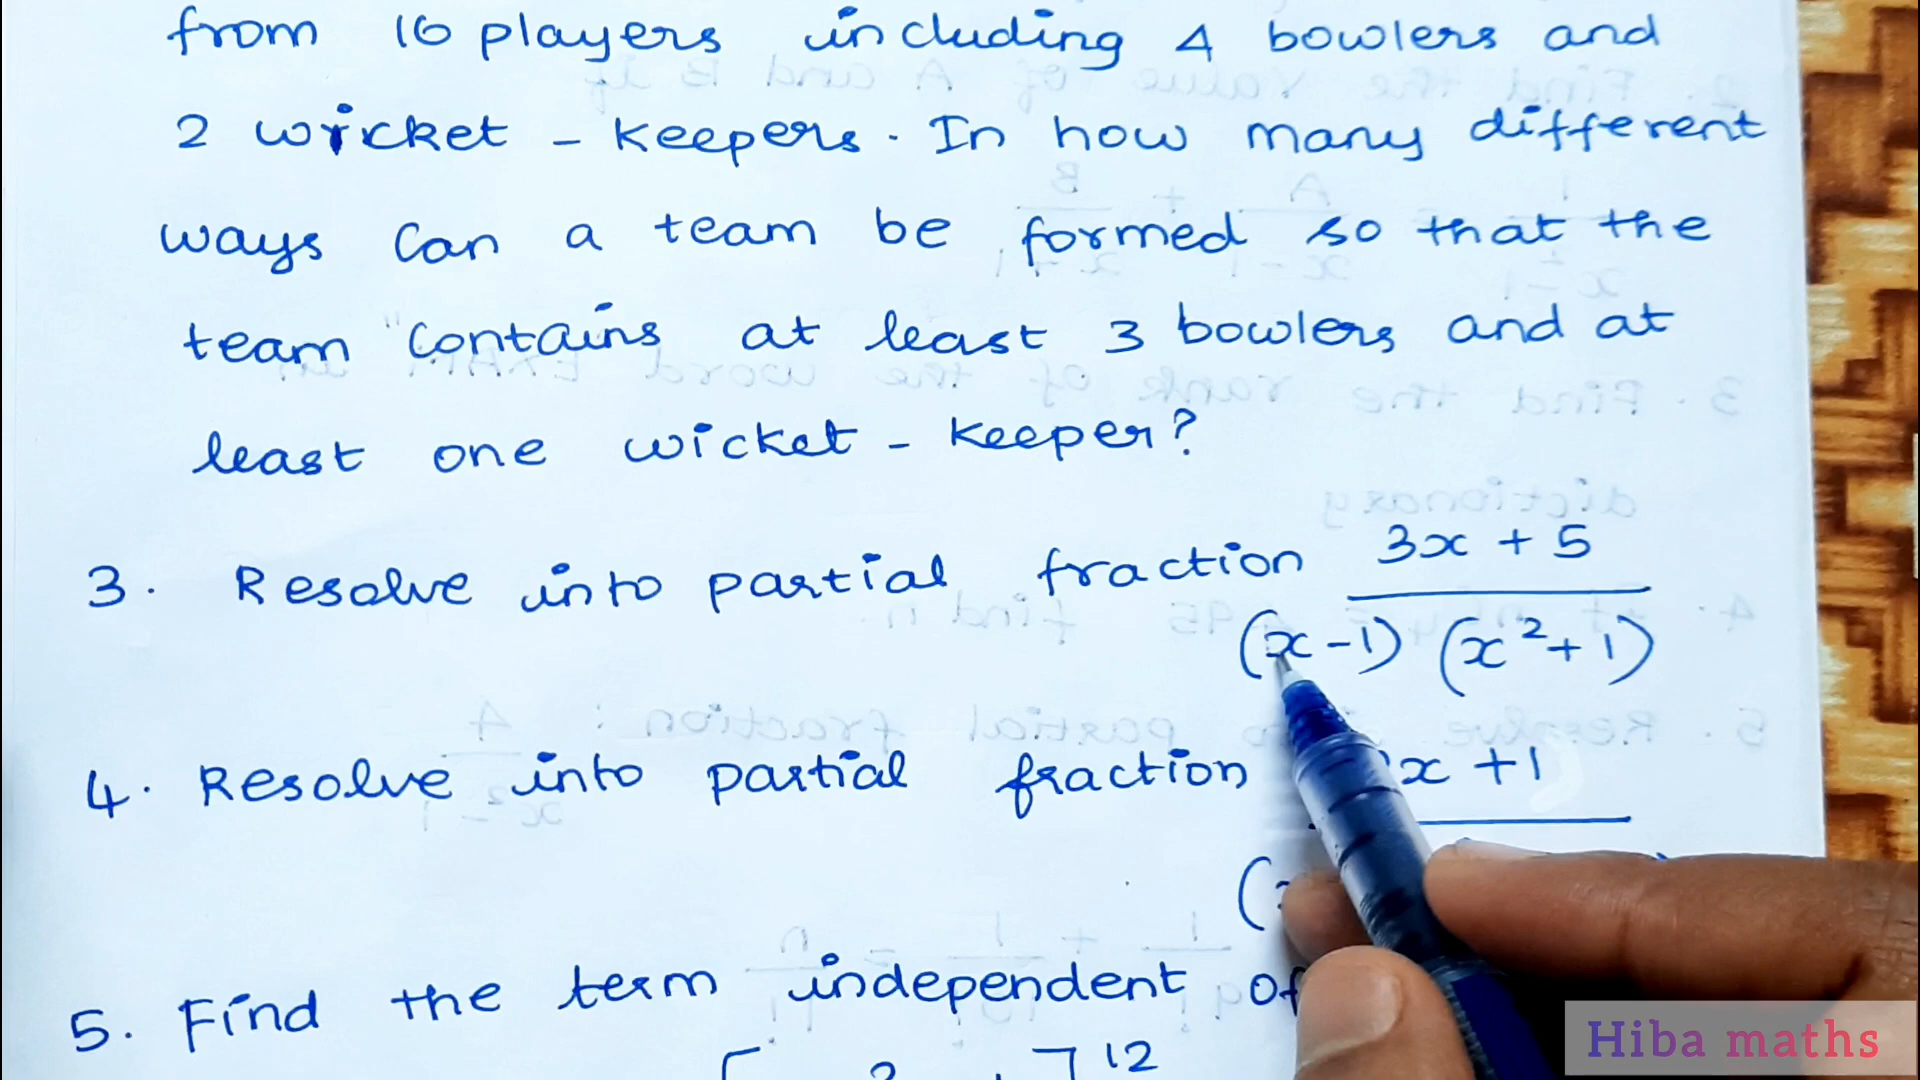 from 16 players including 4 bowlers and
2 wicket - keepers. In how many different
ways can a team be formed so that the
team contains at least 3 bowlers and at
least one wicket - keeper?
3. Resolve into partial fraction 3x + 5
(x-1) (x²+1)
4. Resolve into partial fraction x +1
5. Find the term independent of
12
Hiba maths